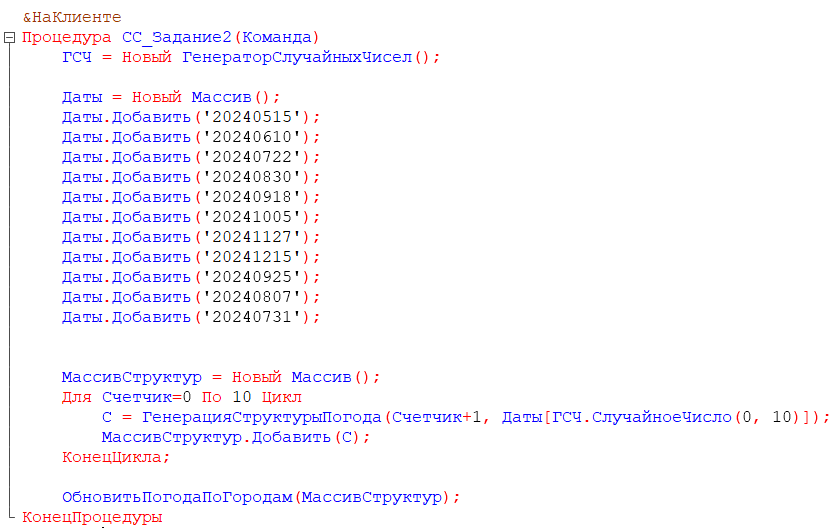 &НаКлиенте
Процедура СС_Задание2(Команда)
ГСЧ = Новый ГенераторСлучайныхЧисел();
Даты = Новый Массив();
Даты.Добавить('20240515');
Даты.Добавить('20240610');
Даты.Добавить('20240722');
Даты.Добавить('20240830');
Даты.Добавить('20240918');
Даты.Добавить('20241005');
Даты.Добавить('20241127');
Даты.Добавить('20241215');
Даты.Добавить('20240925');
Даты.Добавить('20240807');
Даты.Добавить('20240731');
МассивСтруктур = Новый Массив();
Для Счетчик=0 По 10 Цикл
С = ГенерацияСтруктурыПогода(Счетчик+1, Даты[ГСЧ.СлучайноеЧисло(0, 10)]);
МассивСтруктур.Добавить(С);
КонецЦикла;
ОбновитьПогодаПоГородам(МассивСтруктур);
КонецПроцедуры